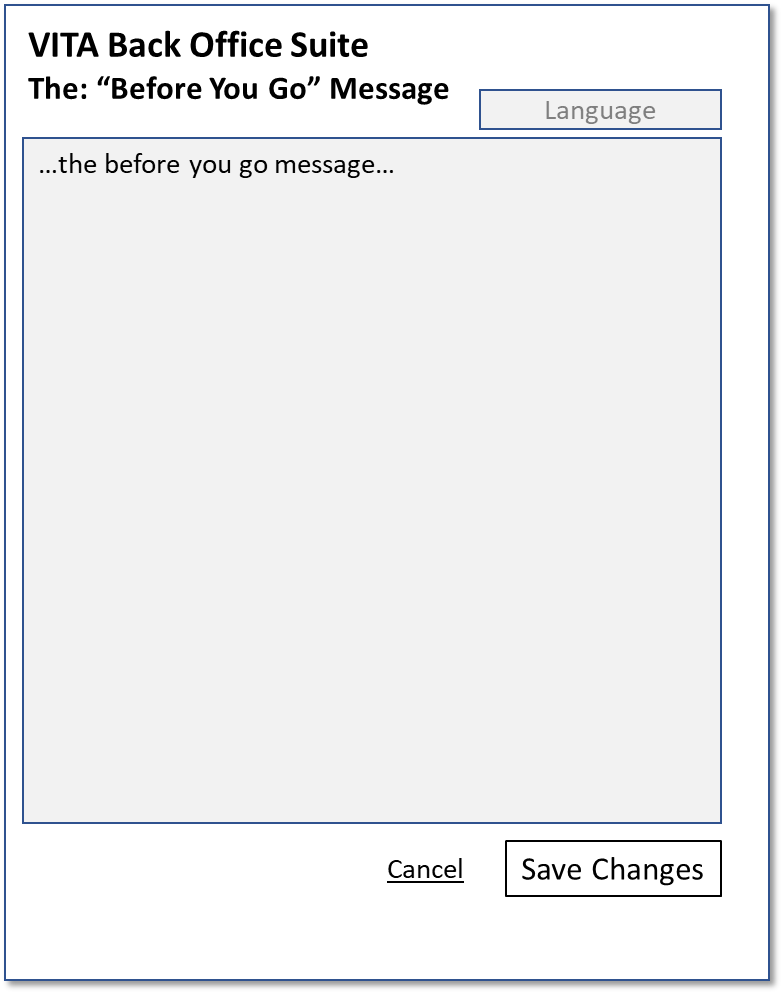 VITA Back Office Suite
The: “Before You Go” Message
Language
…the before you go message…
Cancel
Save Changes